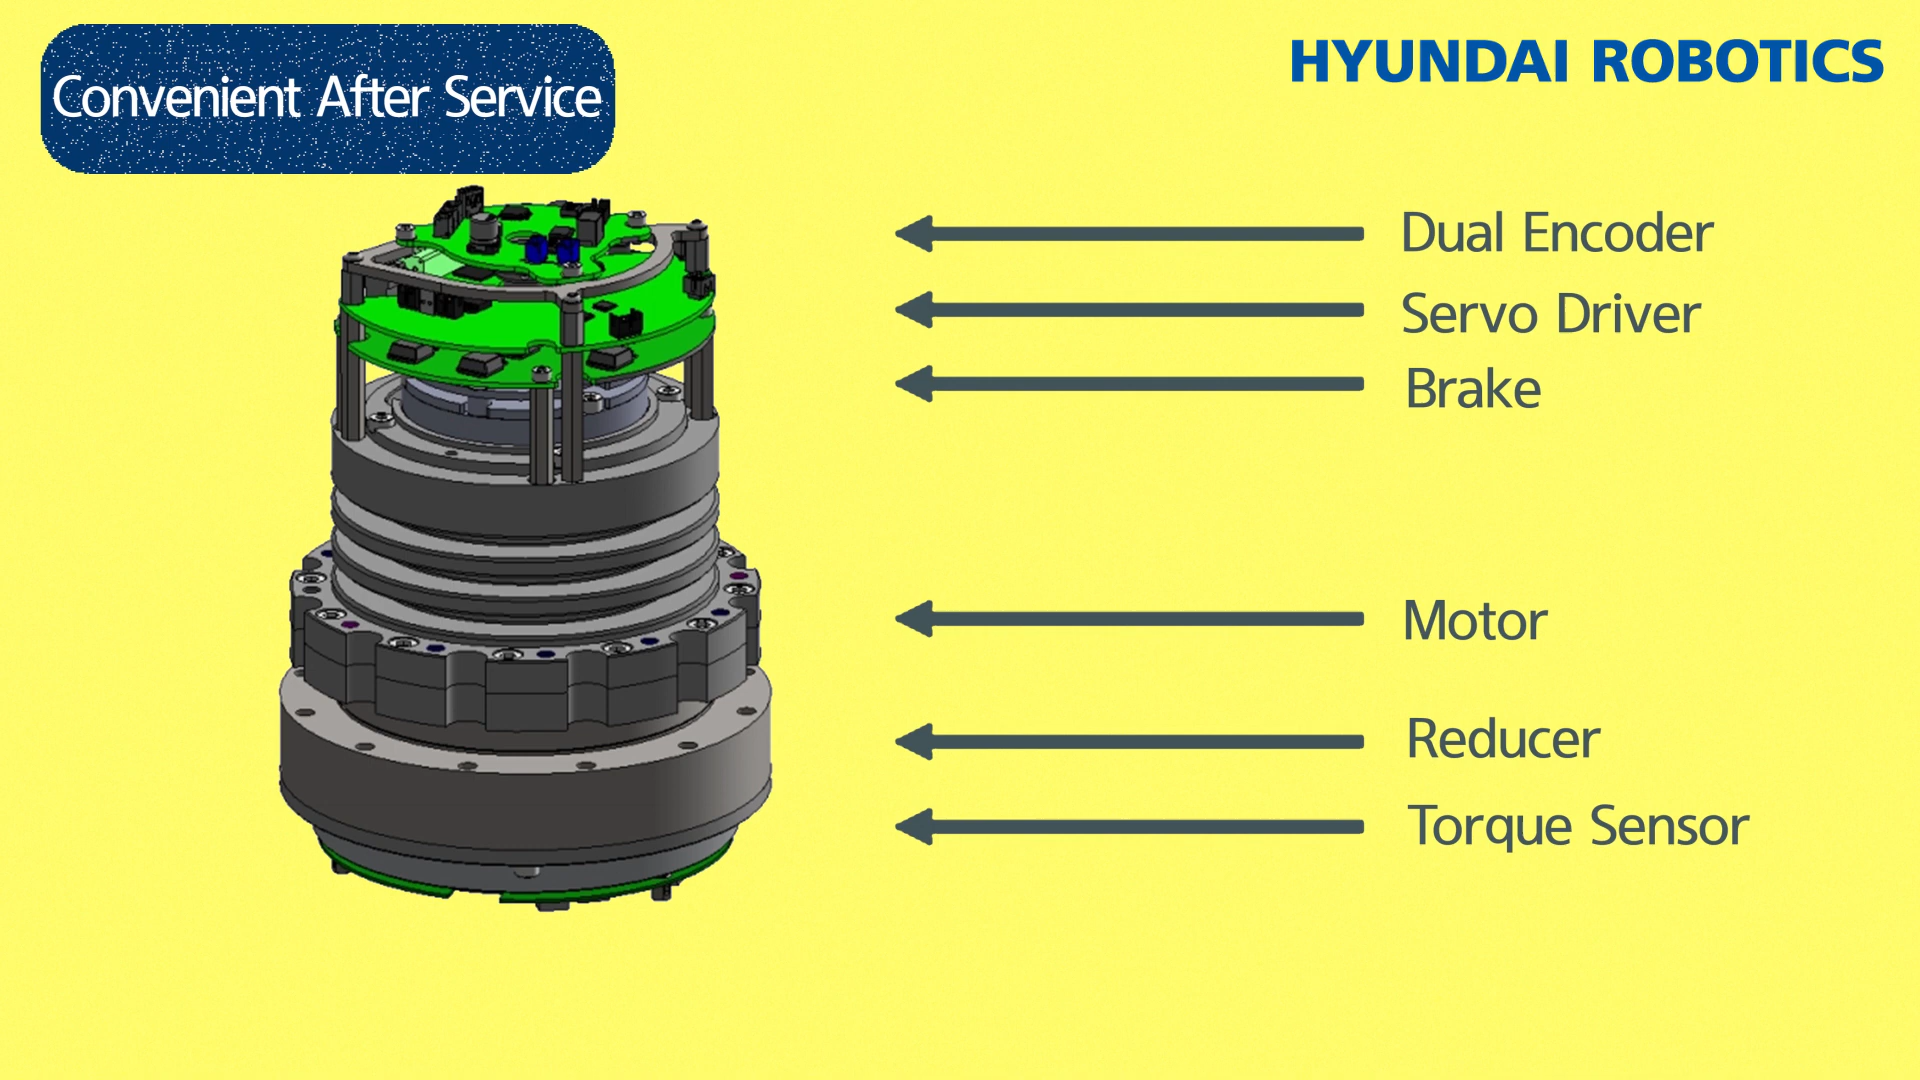 Convenient After Service
HYUNDAI ROBOTICS
Dual Encoder
Servo Driver
Brake
Motor
Reducer
Torque Sensor